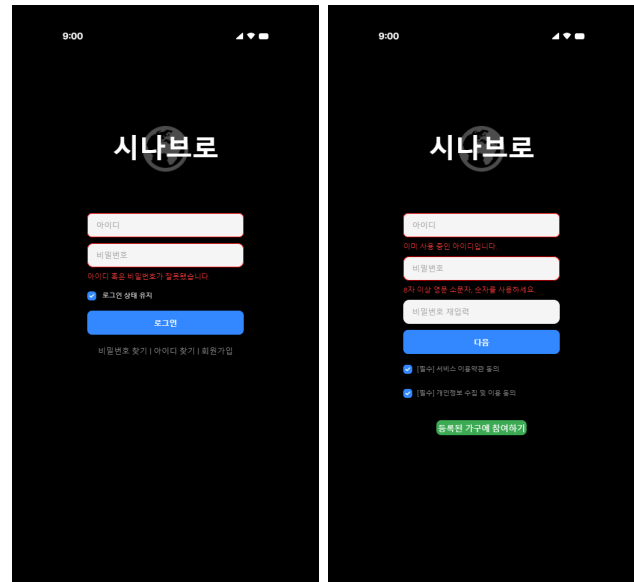 9:00
시나브로
아이디
비밀번호
아이디 혹은 비밀번호가 잘못됐습니다
로그인 상태 유지
로그인
비밀번호 찾기 | 아이디 찾기 | 회원가입
9:00
시나브로
아이디
이미 사용 중인 아이디입니다.
비밀번호
8자 이상 영문 소문자, 숫자를 사용하세요.
비밀번호 재입력
다음
[필수] 서비스 이용약관 동의
[필수] 개인정보 수집 및 이용 동의
등록된 가구에 참여하기